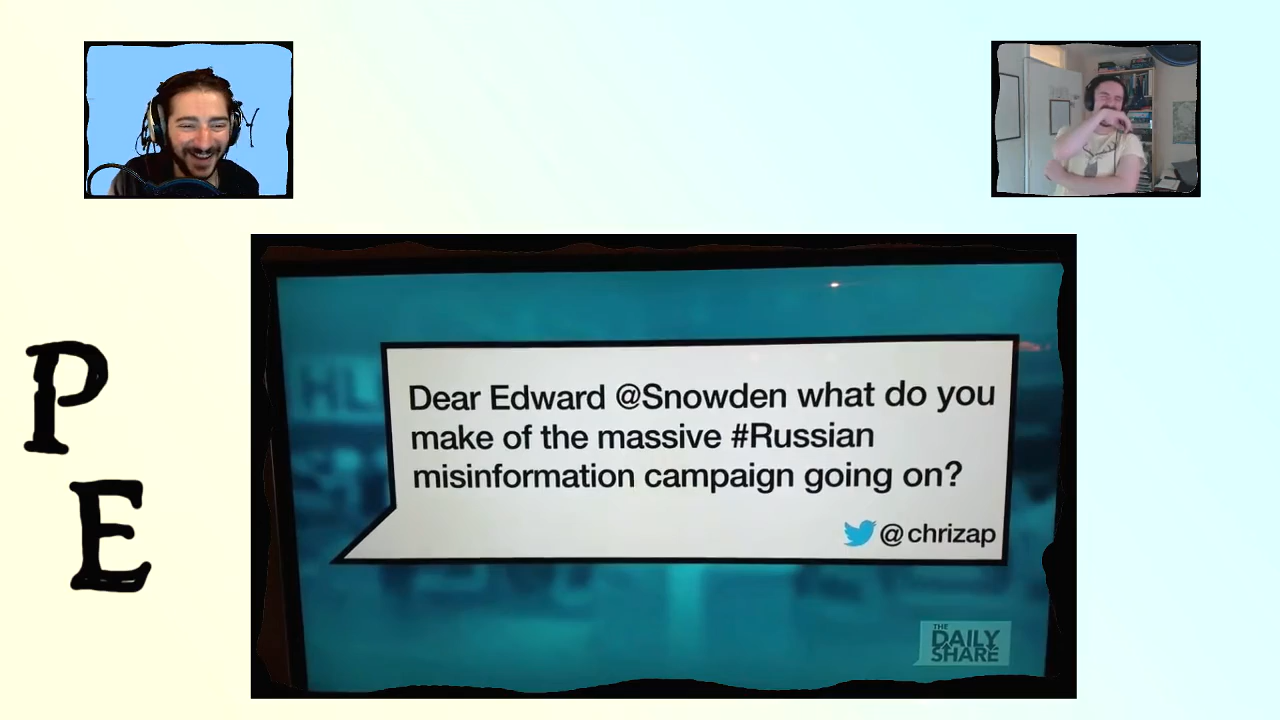 Dear Edward @Snowden what do you
make of the massive #Russian
misinformation campaign going on?
@chrizap
THE
DAILY
SHARE
P
E